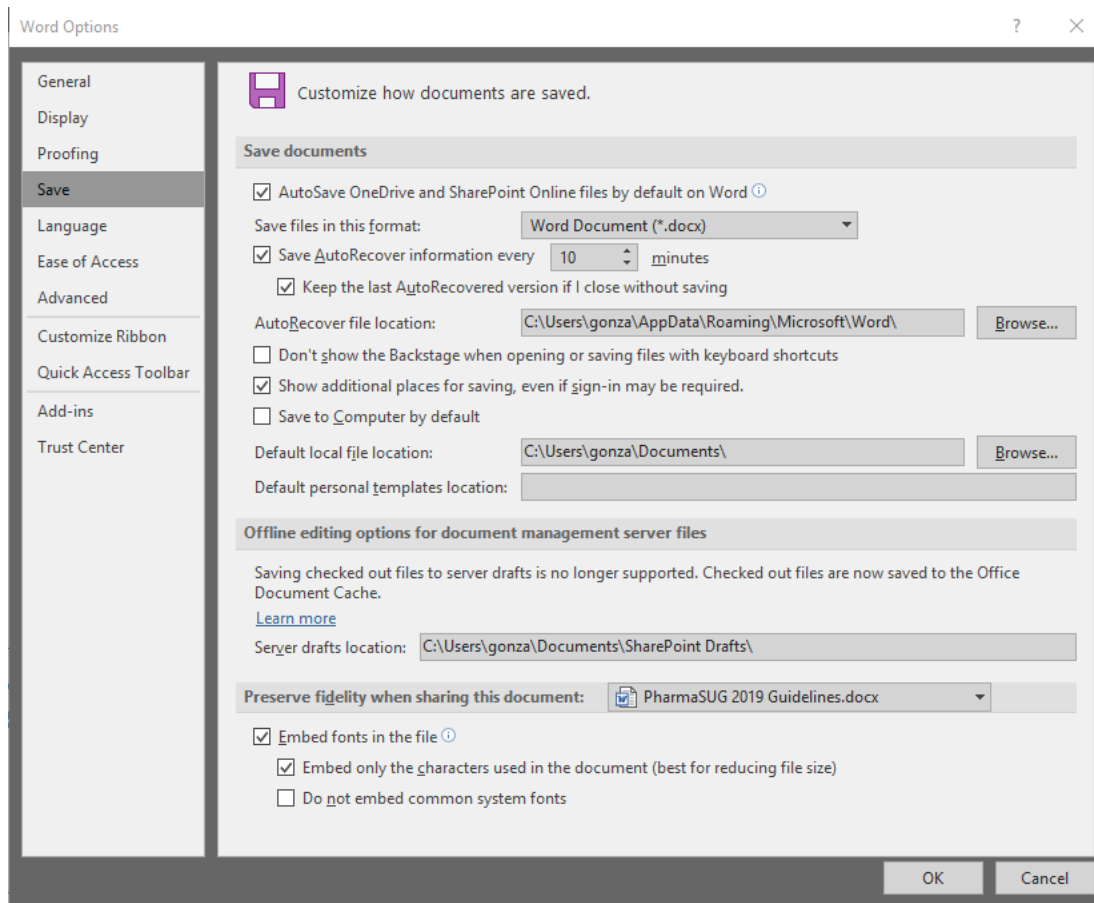 Word Options
?
General
Display
Proofing
Save
Language
Ease of Access
Advanced
Customize Ribbon
Quick Access Toolbar
Add-ins
Trust Center
Customize how documents are saved.
Save documents
AutoSave OneDrive and SharePoint Online files by default on Word
Save files in this format: Word Document (*.docx)
Save AutoRecover information every 10 minutes
Keep the last AutoRecovered version if I close without saving
AutoRecover file location: C:\Users\gonza\AppData\Roaming\Microsoft\Word\ Browse...
Don't show the Backstage when opening or saving files with keyboard shortcuts
Show additional places for saving, even if sign-in may be required.
Save to Computer by default
Default local file location: C:\Users\gonza\Documents\ Browse...
Default personal templates location:
Offline editing options for document management server files
Saving checked out files to server drafts is no longer supported. Checked out files are now saved to the Office
Document Cache.
Learn more
Server drafts location: C:\Users\gonza\Documents\SharePoint Drafts\
Preserve fidelity when sharing this document: PharmaSUG 2019 Guidelines.docx
Embed fonts in the file
Embed only the characters used in the document (best for reducing file size)
Do not embed common system fonts
OK Cancel